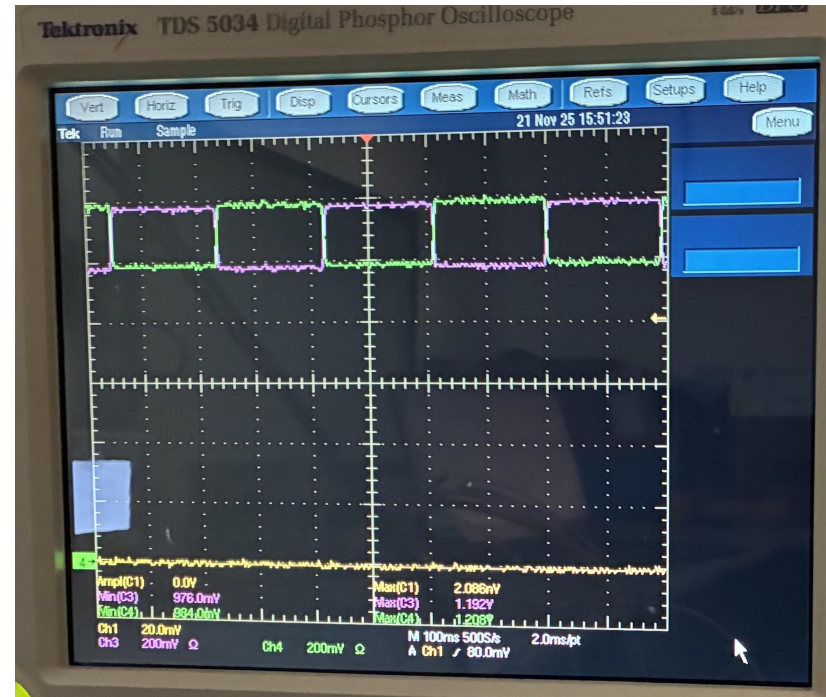 Tektronix TDS 5034 Digital Phosphor Oscilloscope
Vert Horiz Trig Disp Cursors Meas Math Refs Setups Help
Tek Run Sample 21 Nov 25 15:51:23 Menu
4→
Ampl(C1) 0.0V Max(C1) 2.086nV
Min(C3) 976.0mV Max(C3) 1.192V
Min(C4) 984.0mV Max(C4) 1.208V
Ch1 20.0mV M 100ms 500S/s 2.0ms/pt
Ch3 200mV Ω Ch4 200mV Ω A Ch1 ∕ 80.0mV